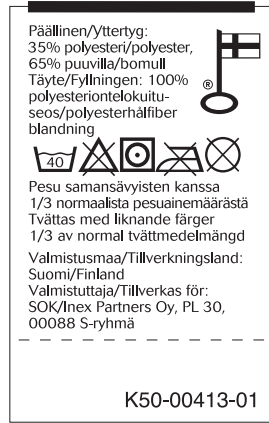 Päällinen/Yttertyg:
35% polyesteri/polyester,
65% puuvilla/bomull
Täyte/Fyllningen: 100%
polyesteriontelokuitu-
seos/polyesterhålfiber
blandning
®
40
Pesu samansävyisten kanssa
1/3 normaalista pesuainemäärästä
Tvättas med liknande färger
1/3 av normal tvättmedelmängd
Valmistusmaa/Tillverkningsland:
Suomi/Finland
Valmistuttaja/Tillverkas för:
SOK/Inex Partners Oy, PL 30,
00088 S-ryhmä
K50-00413-01